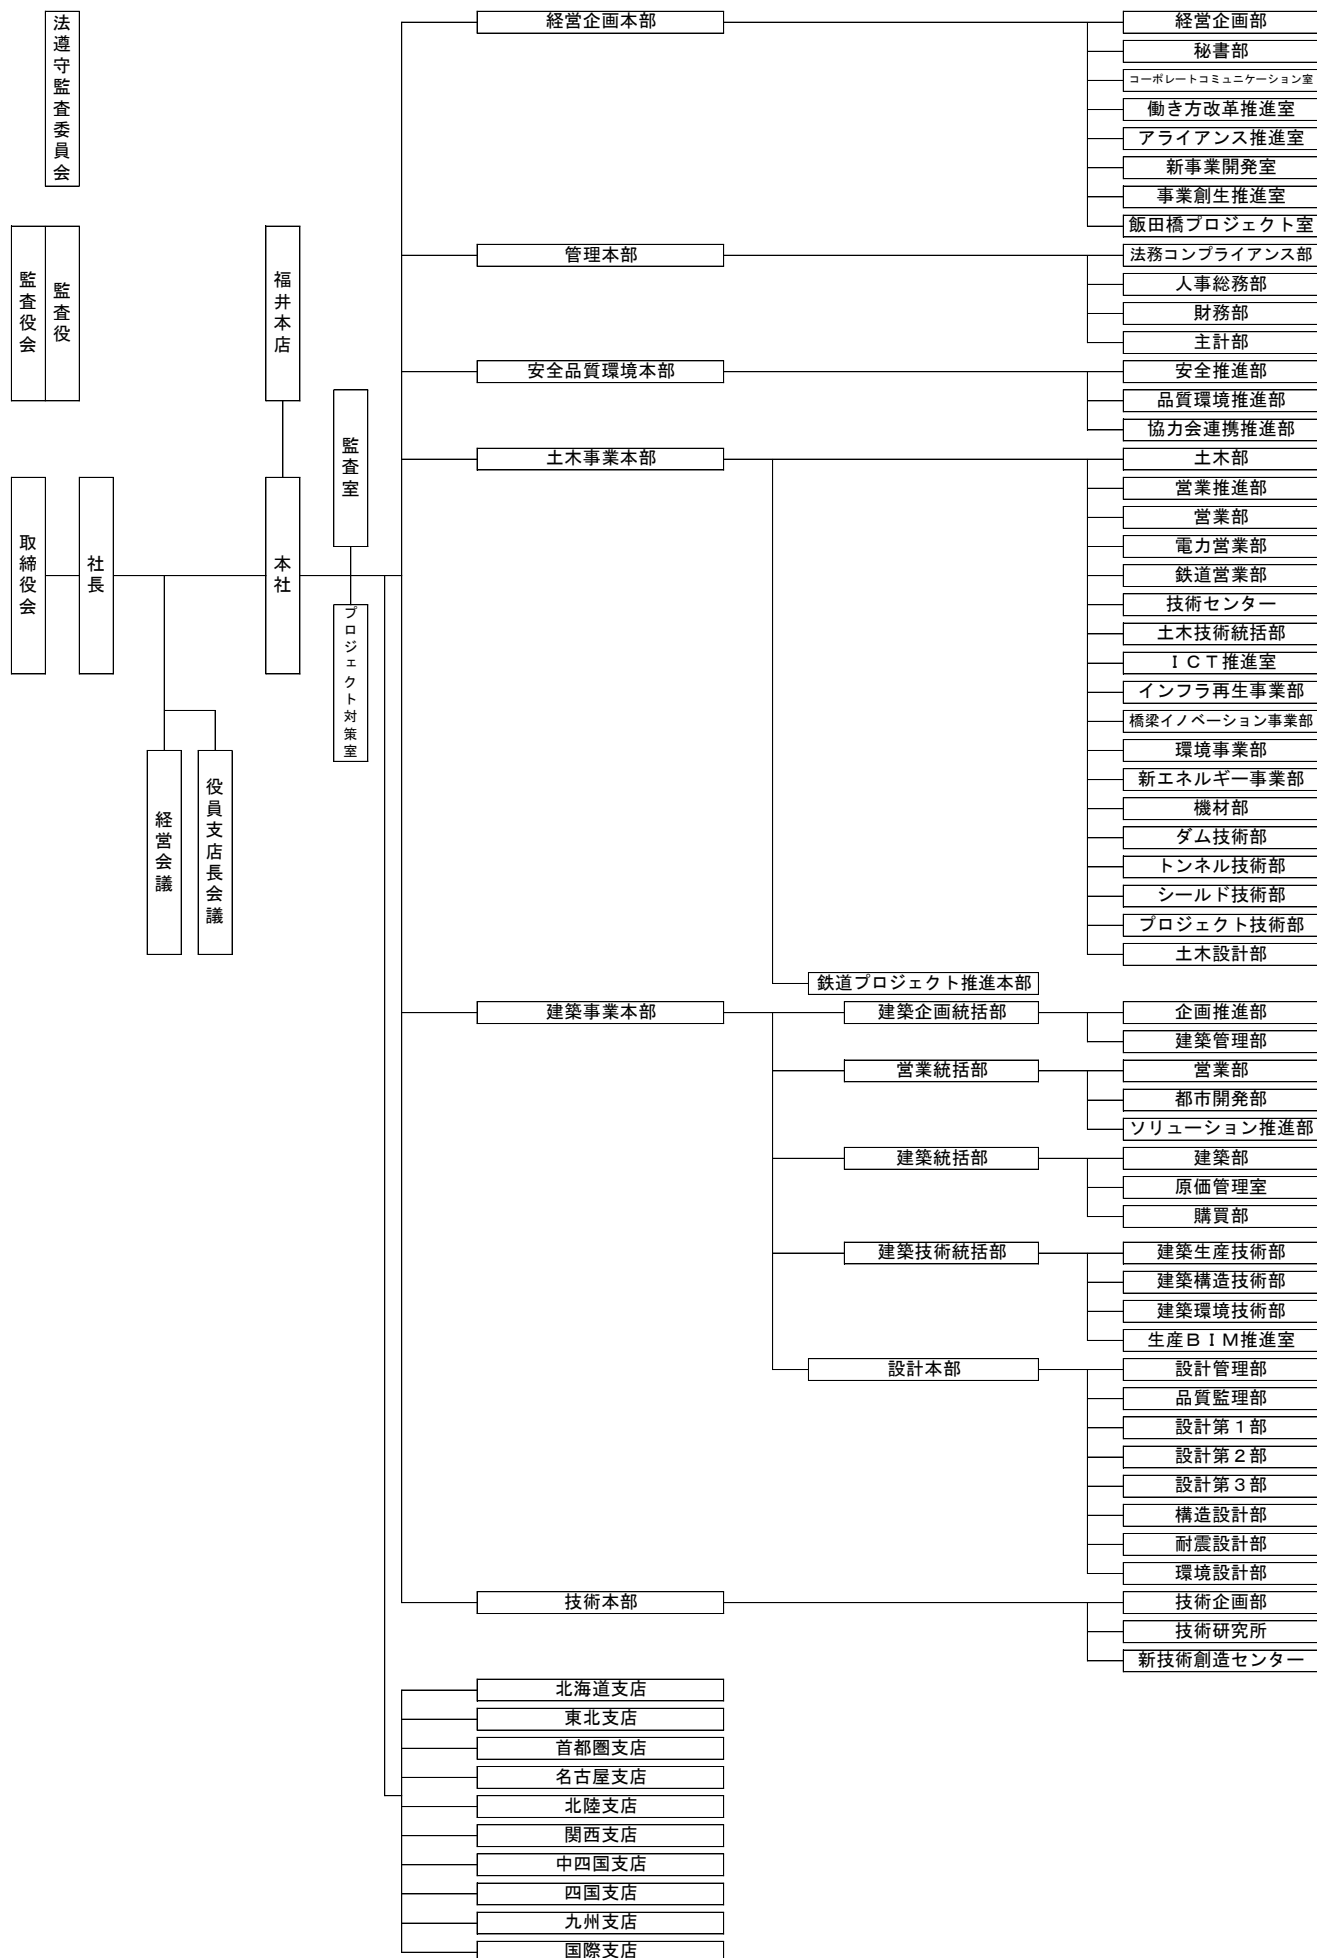 法遵守監査委員会
監査役会
監査役
福井本店
監査室
取締役会
社長
本社
プロジェクト対策室
経営会議
役員支店長会議
経営企画本部
経営企画部
秘書部
コーポレートコミュニケーション室
働き方改革推進室
アライアンス推進室
新事業開発室
事業創生推進室
飯田橋プロジェクト室
管理本部
法務コンプライアンス部
人事総務部
財務部
主計部
安全品質環境本部
安全推進部
品質環境推進部
協力会連携推進部
土木事業本部
土木部
営業推進部
営業部
電力営業部
鉄道営業部
技術センター
土木技術統括部
ＩＣＴ推進室
インフラ再生事業部
橋梁イノベーション事業部
環境事業部
新エネルギー事業部
機材部
ダム技術部
トンネル技術部
シールド技術部
プロジェクト技術部
土木設計部
鉄道プロジェクト推進本部
建築事業本部
建築企画統括部
企画推進部
建築管理部
営業統括部
営業部
都市開発部
ソリューション推進部
建築統括部
建築部
原価管理室
購買部
建築技術統括部
建築生産技術部
建築構造技術部
建築環境技術部
生産ＢＩＭ推進室
設計本部
設計管理部
品質監理部
設計第１部
設計第２部
設計第３部
構造設計部
耐震設計部
環境設計部
技術本部
技術企画部
技術研究所
新技術創造センター
北海道支店
東北支店
首都圏支店
名古屋支店
北陸支店
関西支店
中四国支店
四国支店
九州支店
国際支店